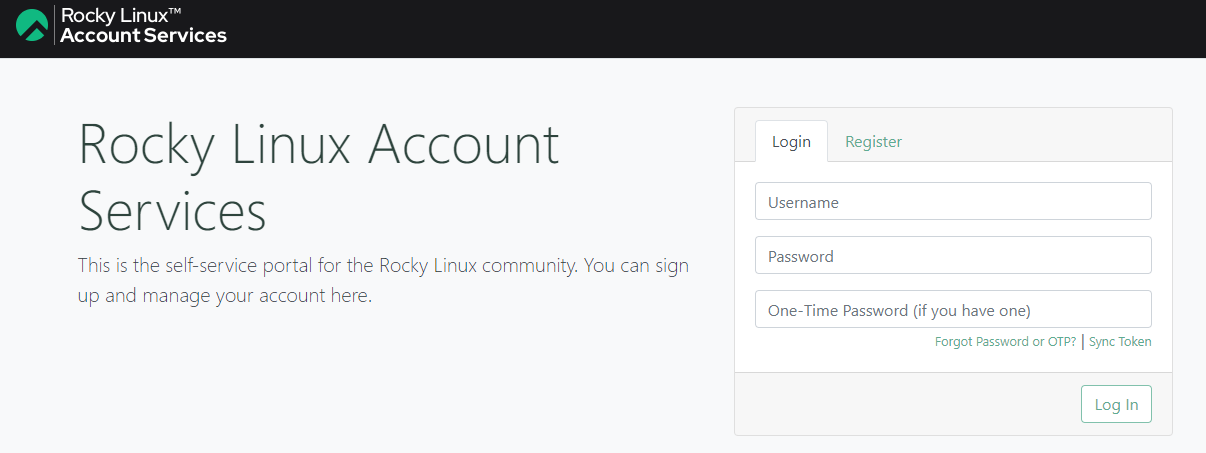 Rocky Linux™
Account Services
Rocky Linux Account
Services
This is the self-service portal for the Rocky Linux community. You can sign
up and manage your account here.
Login Register
Username
Password
One-Time Password (if you have one)
Forgot Password or OTP? | Sync Token
Log In